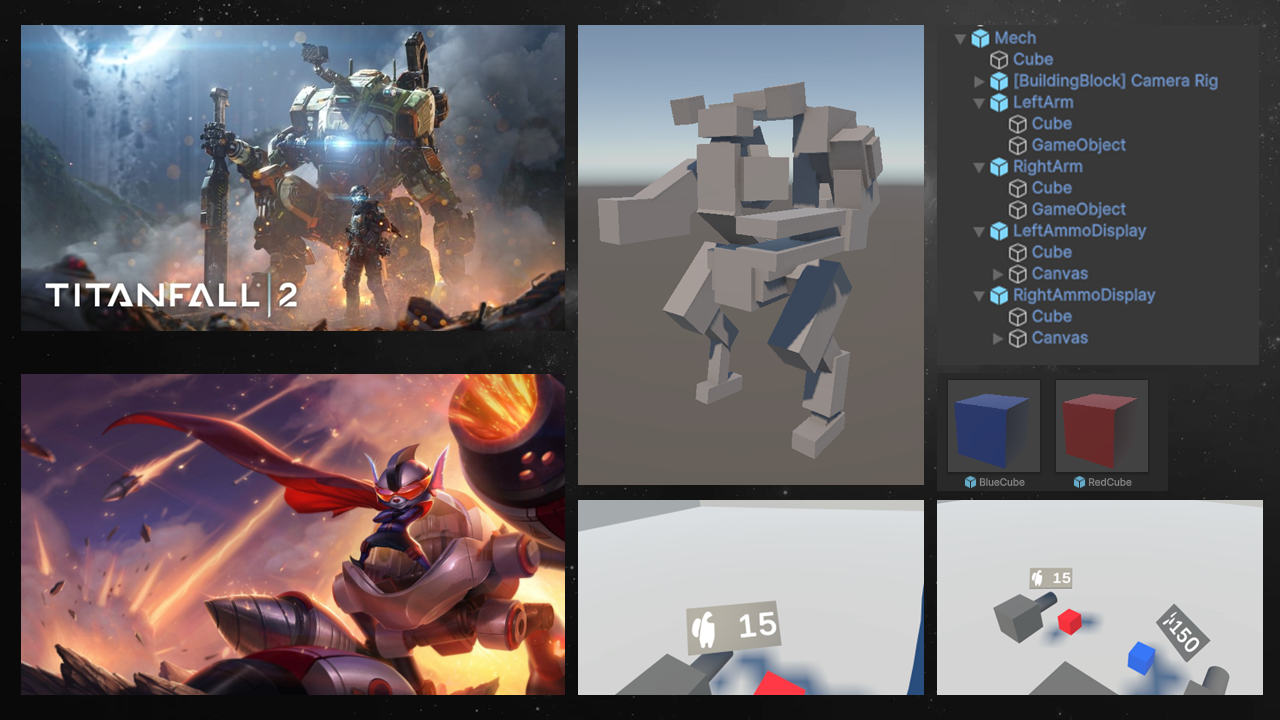 TITANFALL 2
Mech
Cube
[BuildingBlock] Camera Rig
LeftArm
Cube
GameObject
RightArm
Cube
GameObject
LeftAmmoDisplay
Cube
Canvas
RightAmmoDisplay
Cube
Canvas
BlueCube
RedCube
15
15
150